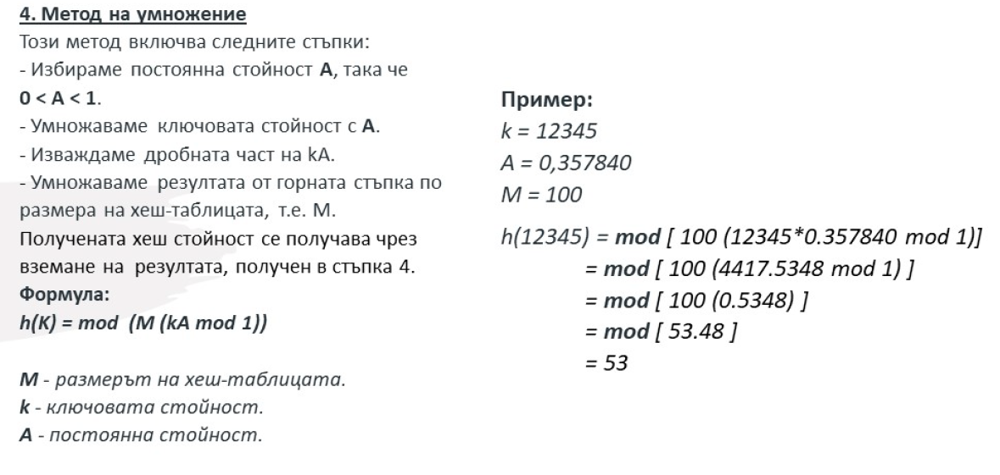 4. Метод на умножение
Този метод включва следните стъпки:
- Избираме постоянна стойност A, така че
0 < A < 1.
- Умножаваме ключовата стойност с A.
- Изваждаме дробната част на kA.
- Умножаваме резултата от горната стъпка по
размера на хеш-таблицата, т.е. M.
Получената хеш стойност се получава чрез
вземане на резултата, получен в стъпка 4.
Формула:
h(K) = mod (M (kA mod 1))
M - размерът на хеш-таблицата.
k - ключовата стойност.
A - постоянна стойност.
Пример:
k = 12345
A = 0,357840
M = 100
h(12345) = mod [ 100 (12345*0.357840 mod 1)]
= mod [ 100 (4417.5348 mod 1) ]
= mod [ 100 (0.5348) ]
= mod [ 53.48 ]
= 53